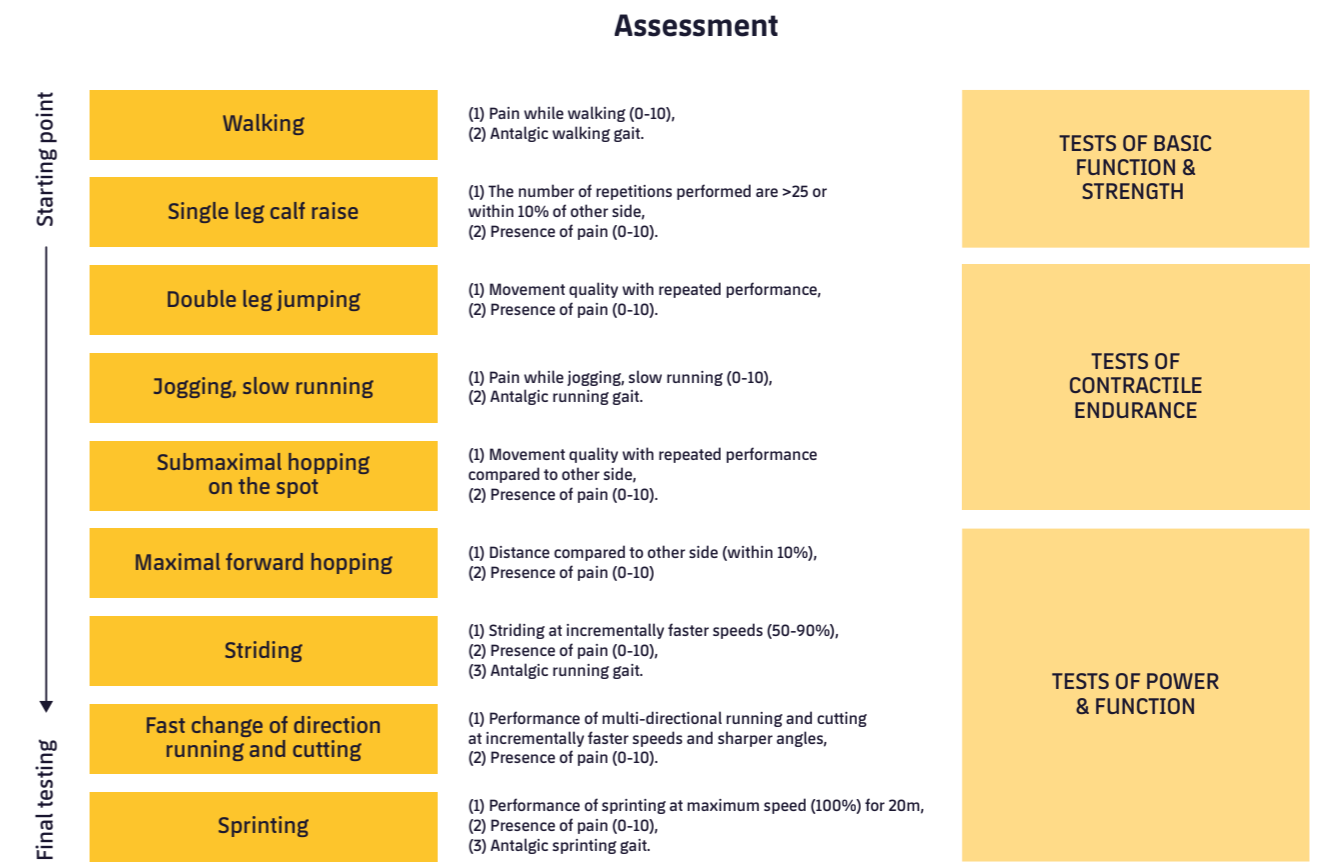 Assessment
Starting point
Walking
(1) Pain while walking (0-10),
(2) Antalgic walking gait.
TESTS OF BASIC
FUNCTION &
STRENGTH
Single leg calf raise
(1) The number of repetitions performed are >25 or
within 10% of other side,
(2) Presence of pain (0-10).
Double leg jumping
(1) Movement quality with repeated performance,
(2) Presence of pain (0-10).
TESTS OF
CONTRACTILE
ENDURANCE
Jogging, slow running
(1) Pain while jogging, slow running (0-10),
(2) Antalgic running gait.
Submaximal hopping
on the spot
(1) Movement quality with repeated performance
compared to other side,
(2) Presence of pain (0-10).
Maximal forward hopping
(1) Distance compared to other side (within 10%),
(2) Presence of pain (0-10)
TESTS OF POWER
& FUNCTION
Striding
(1) Striding at incrementally faster speeds (50-90%),
(2) Presence of pain (0-10),
(3) Antalgic running gait.
Fast change of direction
running and cutting
(1) Performance of multi-directional running and cutting
at incrementally faster speeds and sharper angles,
(2) Presence of pain (0-10).
Final testing
Sprinting
(1) Performance of sprinting at maximum speed (100%) for 20m,
(2) Presence of pain (0-10),
(3) Antalgic sprinting gait.